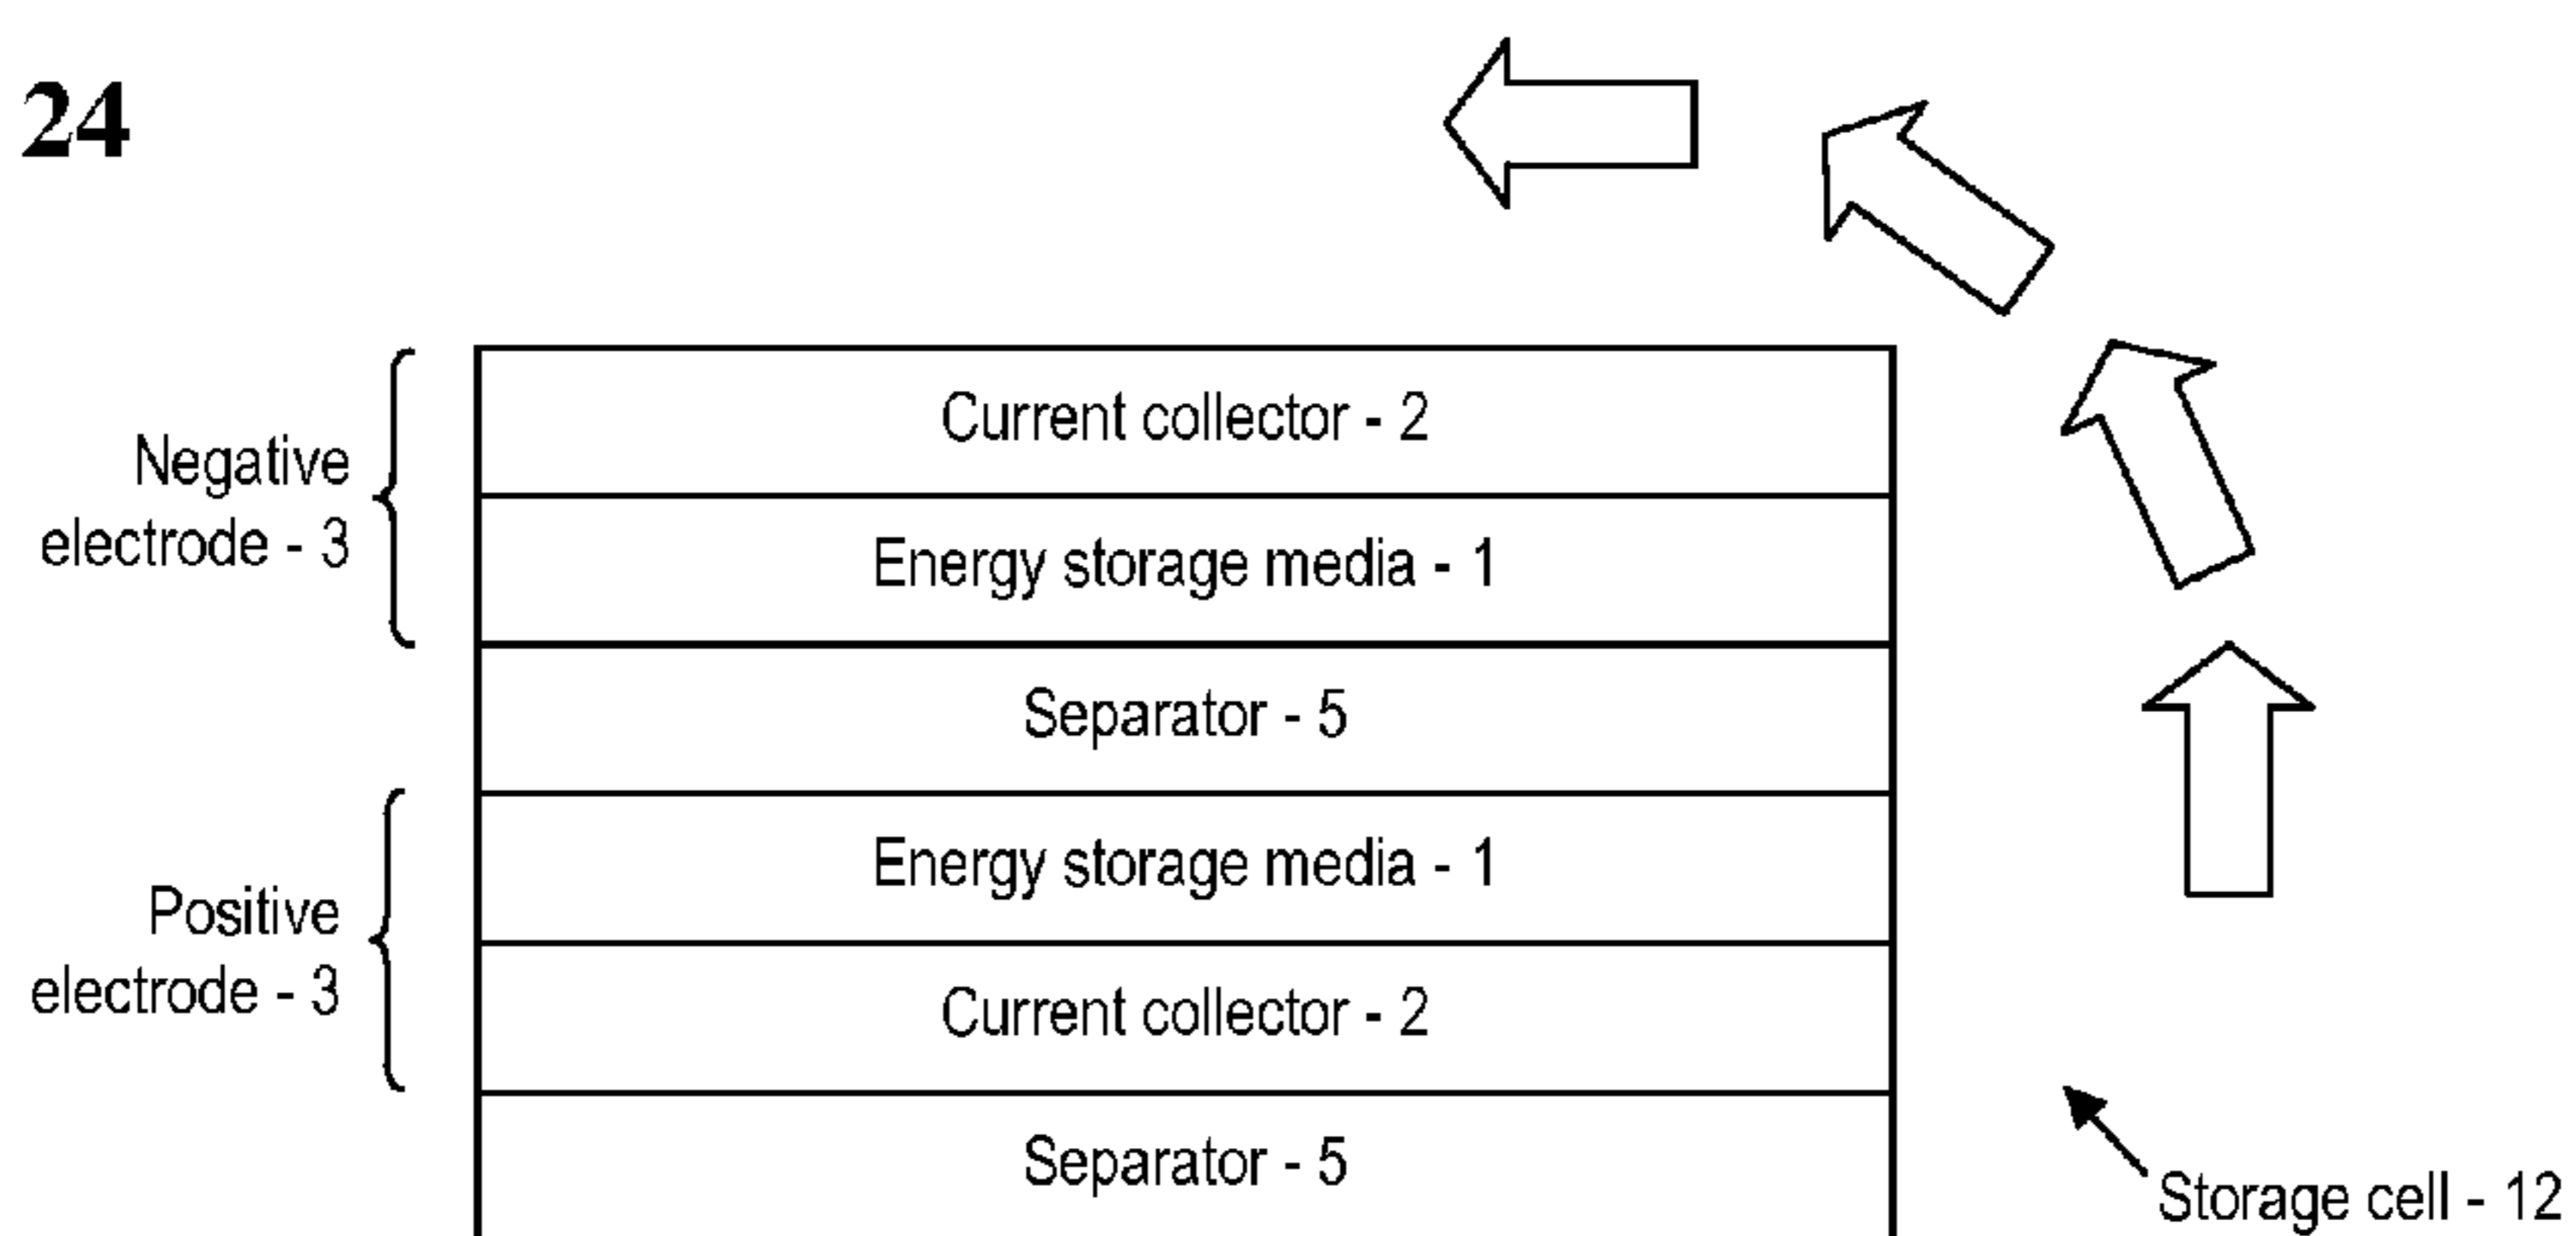 24
Current collector - 2
Negative
electrode - 3
Energy storage media - 1
Separator - 5
Energy storage media - 1
Positive
electrode - 3
Current collector - 2
Separator - 5
Storage cell - 12